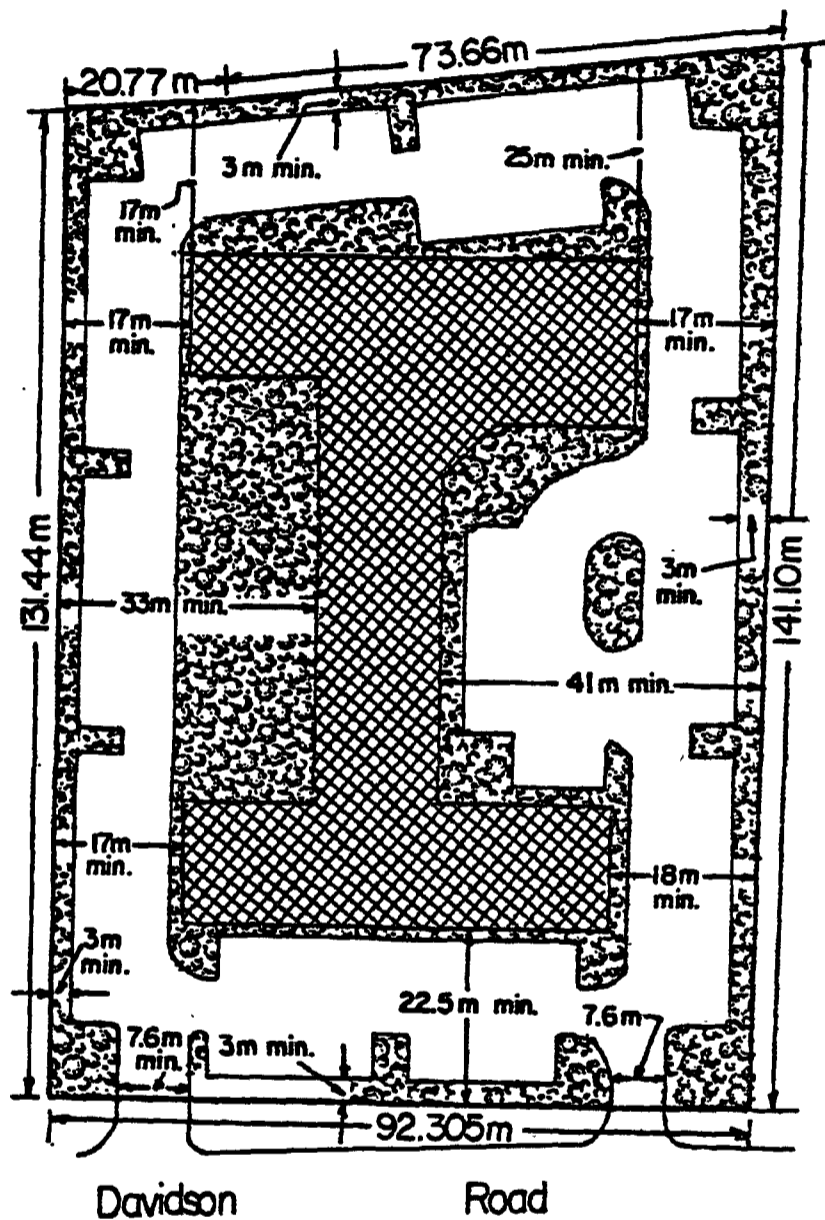 73.66m
20.77 m
3 m min.
25m min.
17m
min.
17m
min.
17m
min.
131.44 m
33m min.
3m
min.
141.10m
41 m min.
17m
min.
18m
min.
3m
min.
22.5m min.
7.6m
7.6m
min.
3m min.
92.305m
Davidson Road